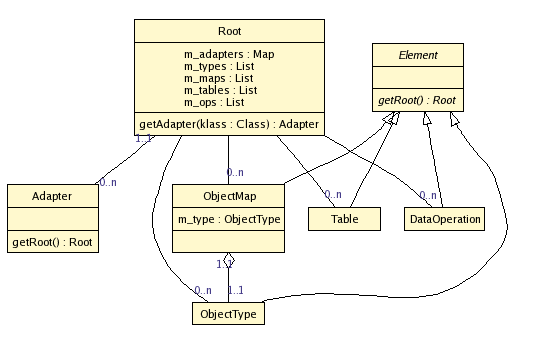 Root
m_adapters : Map
m_types : List
m_maps : List
m_tables : List
m_ops : List
getAdapter(klass : Class) : Adapter
Element
getRoot() : Root
1..1
0..n
0..n
0..n
0..n
Adapter
getRoot() : Root
ObjectMap
m_type : ObjectType
Table
DataOperation
1..1
0..n
1..1
ObjectType